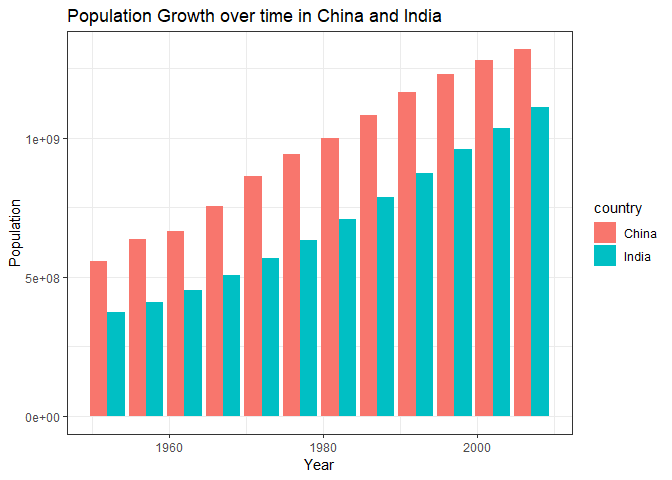 Population Growth over time in China and India
1e+09
5e+08
0e+00
Population
1960
1980
2000
Year
country
China
India